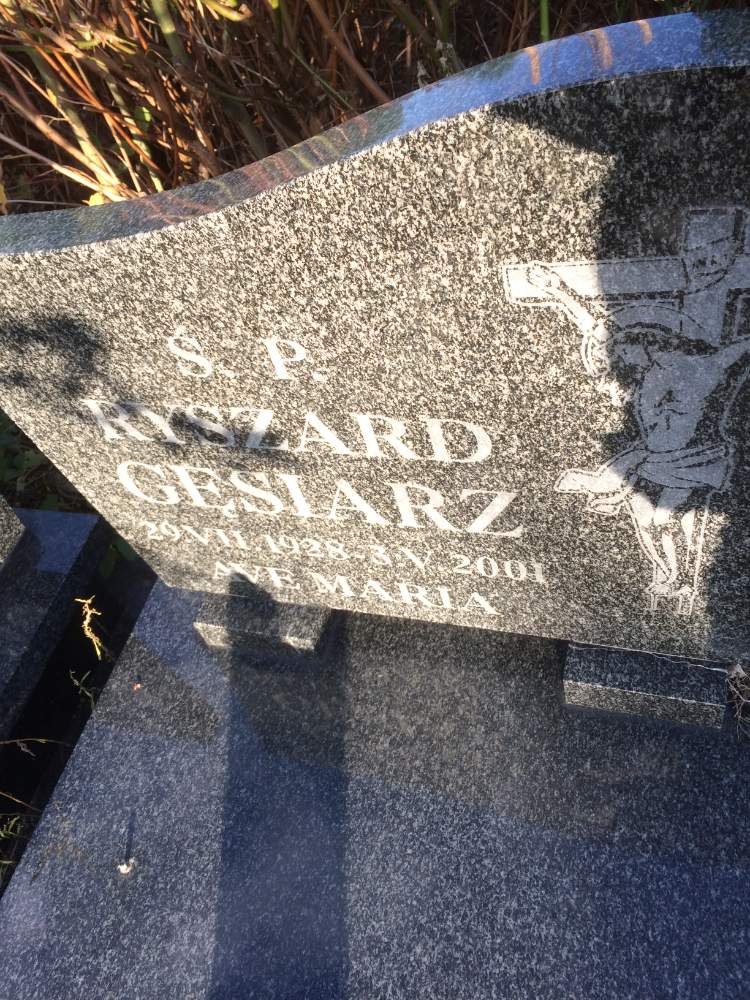 Ś. P.
RYSZARD
GĘSIARZ
29 VII 1928-3 V 2001
AVE MARIA